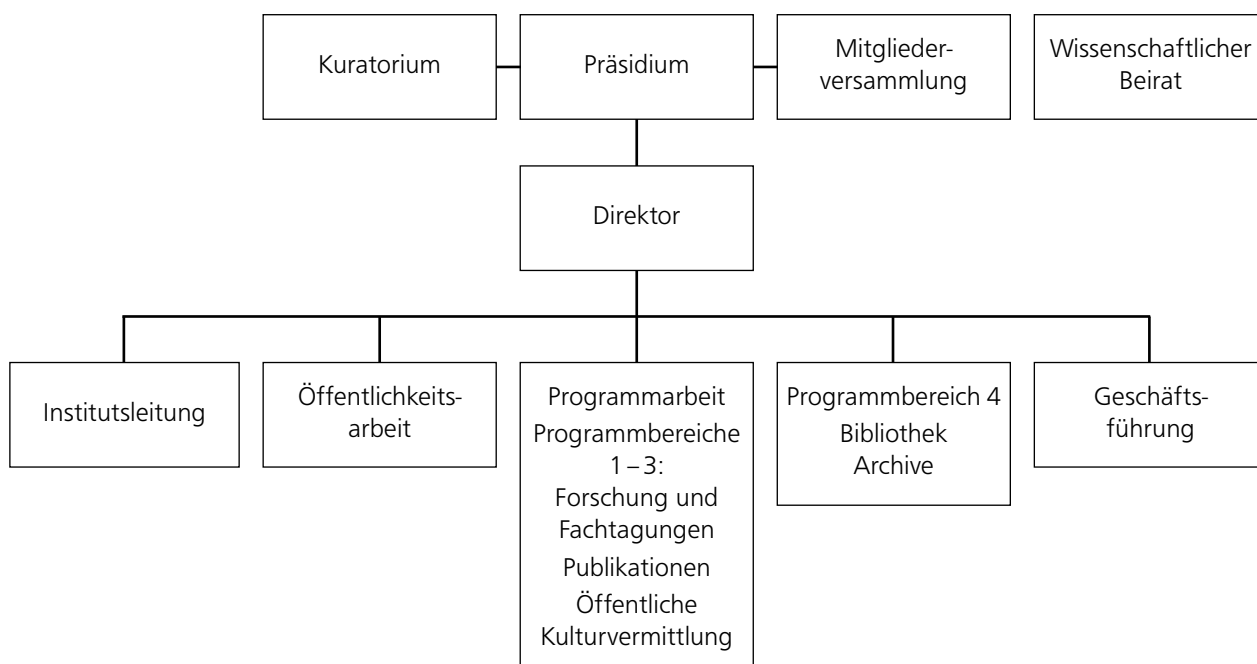 Kuratorium
Präsidium
Mitglieder-
versammlung
Wissenschaftlicher
Beirat
Direktor
Institutsleitung
Öffentlichkeits-
arbeit
Programmarbeit
Programmbereiche
1 – 3:
Forschung und
Fachtagungen
Publikationen
Öffentliche
Kulturvermittlung
Programmbereich 4
Bibliothek
Archive
Geschäfts-
führung